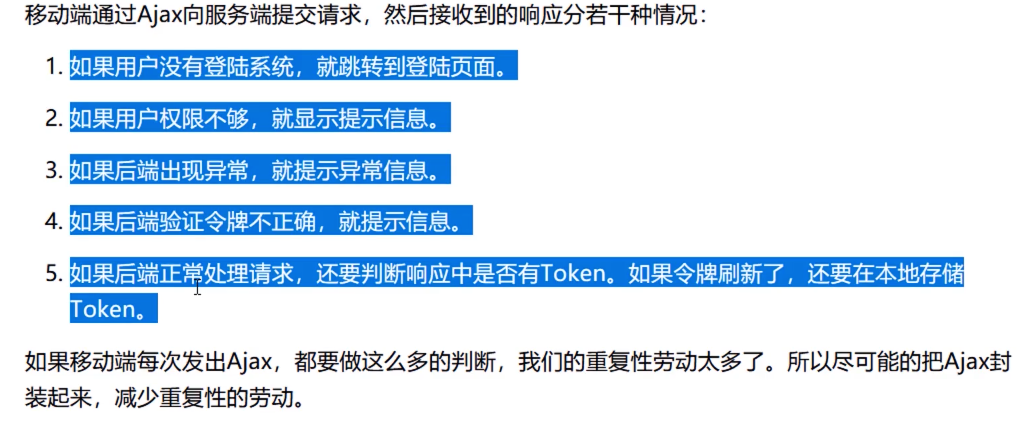 移动端通过Ajax向服务端提交请求，然后接收到的响应分若干种情况：
1. 如果用户没有登陆系统，就跳转到登陆页面。
2. 如果用户权限不够，就显示提示信息。
3. 如果后端出现异常，就提示异常信息。
4. 如果后端验证令牌不正确，就提示信息。
5. 如果后端正常处理请求，还要判断响应中是否有Token。如果令牌刷新了，还要在本地存储
Token。
如果移动端每次发出Ajax，都要做这么多的判断，我们的重复性劳动太多了。所以尽可能的把Ajax封
装起来，减少重复性的劳动。